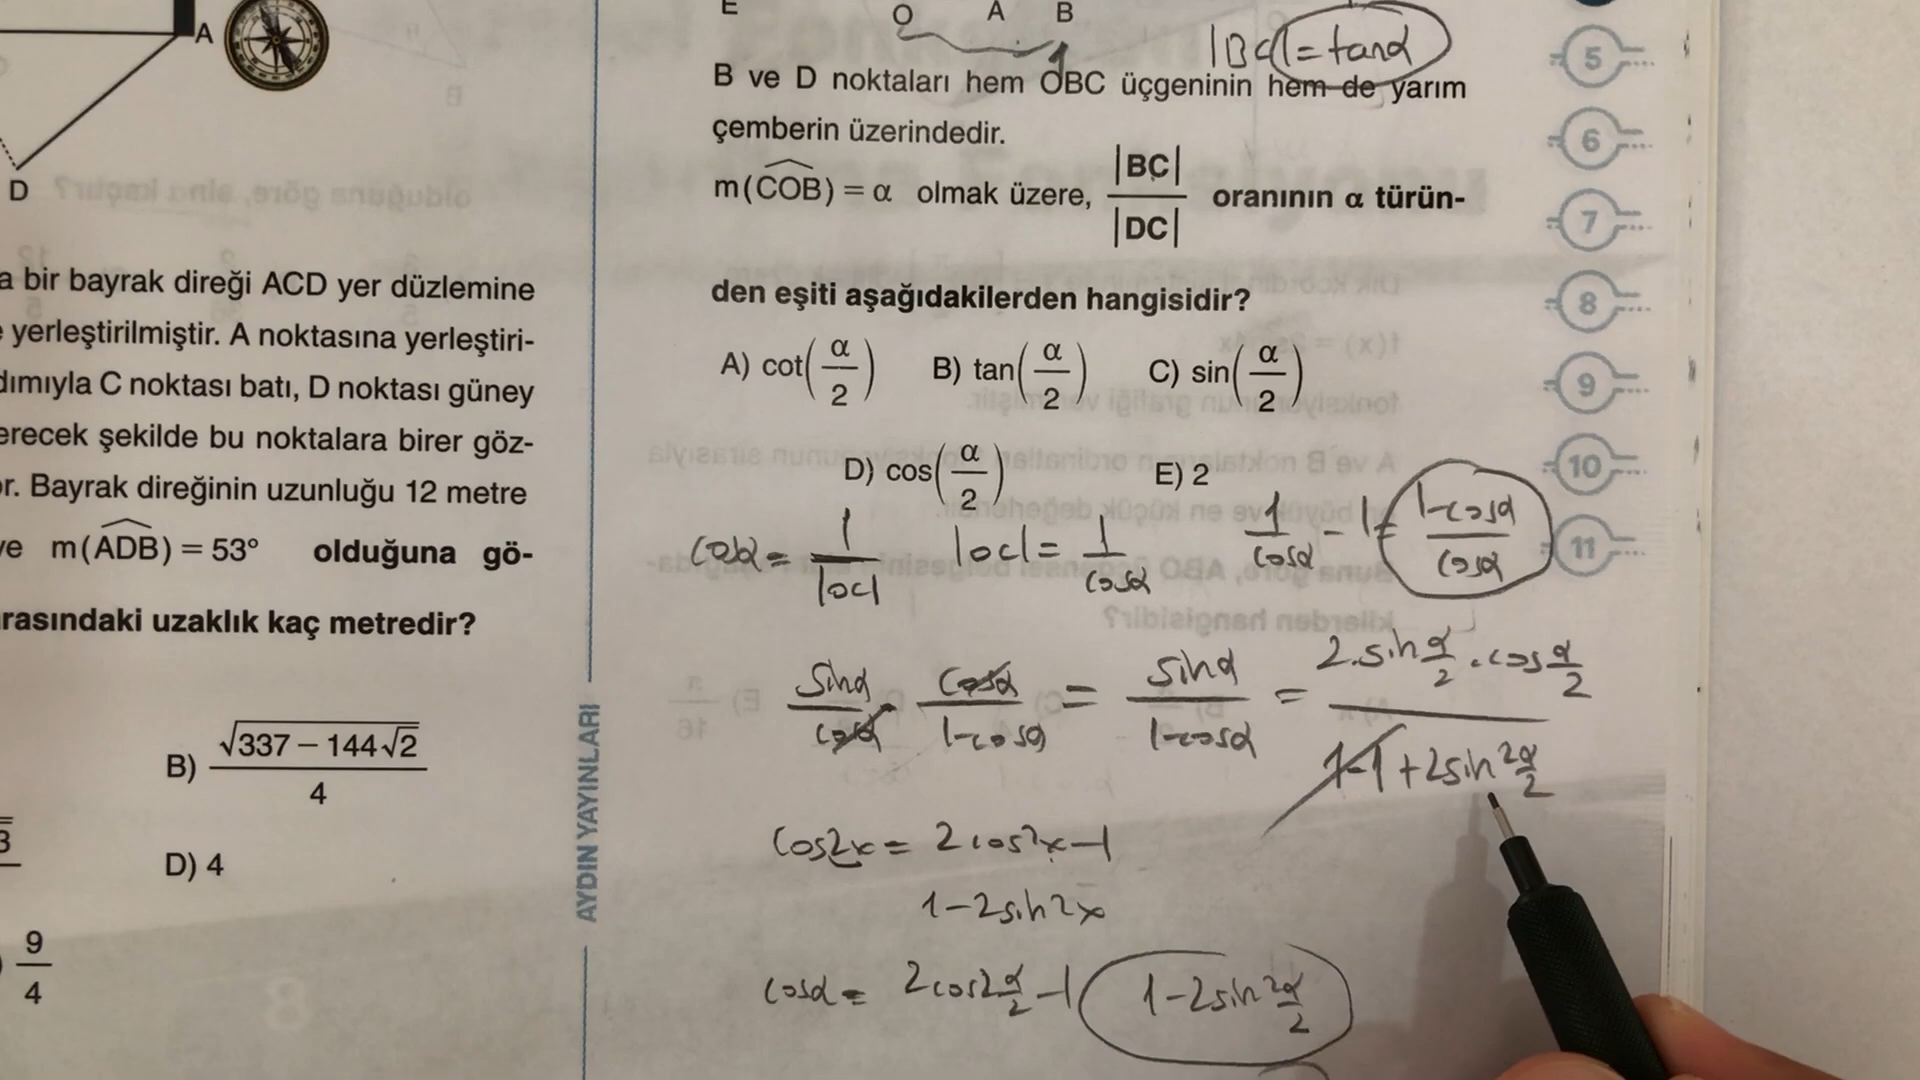 A
D
a bir bayrak direği ACD yer düzlemine
yerleştirilmiştir. A noktasına yerleştiri-
dımıyla C noktası batı, D noktası güney
erecek şekilde bu noktalara birer göz-
or. Bayrak direğinin uzunluğu 12 metre
ve m(ADB) = 53° olduğuna gö-
rasındaki uzaklık kaç metredir?
B) √337 − 144√2 / 4
D) 4
9/4
AYDIN YAYINLARI
E
O A B
|BC| = tanα
B ve D noktaları hem OBC üçgeninin hem de yarım
çemberin üzerindedir.
m(COB) = α olmak üzere, |BC| / |DC| oranının α türün-
den eşiti aşağıdakilerden hangisidir?
A) cot(α/2) B) tan(α/2) C) sin(α/2)
D) cos(α/2) E) 2
cosα = 1/|OC| |OC| = 1/cosα 1/cosα − 1 = 1−cosα/cosα
sinα/cosα cosα/1−cosα = sinα/1−cosα = 2.sinα/2.cosα/2 / 1−1+2sin²α/2
cos2x = 2cos²x−1
1−2sin²x
cosα = 2cos²α/2−1 1−2sin²α/2
5
6
7
8
9
10
11